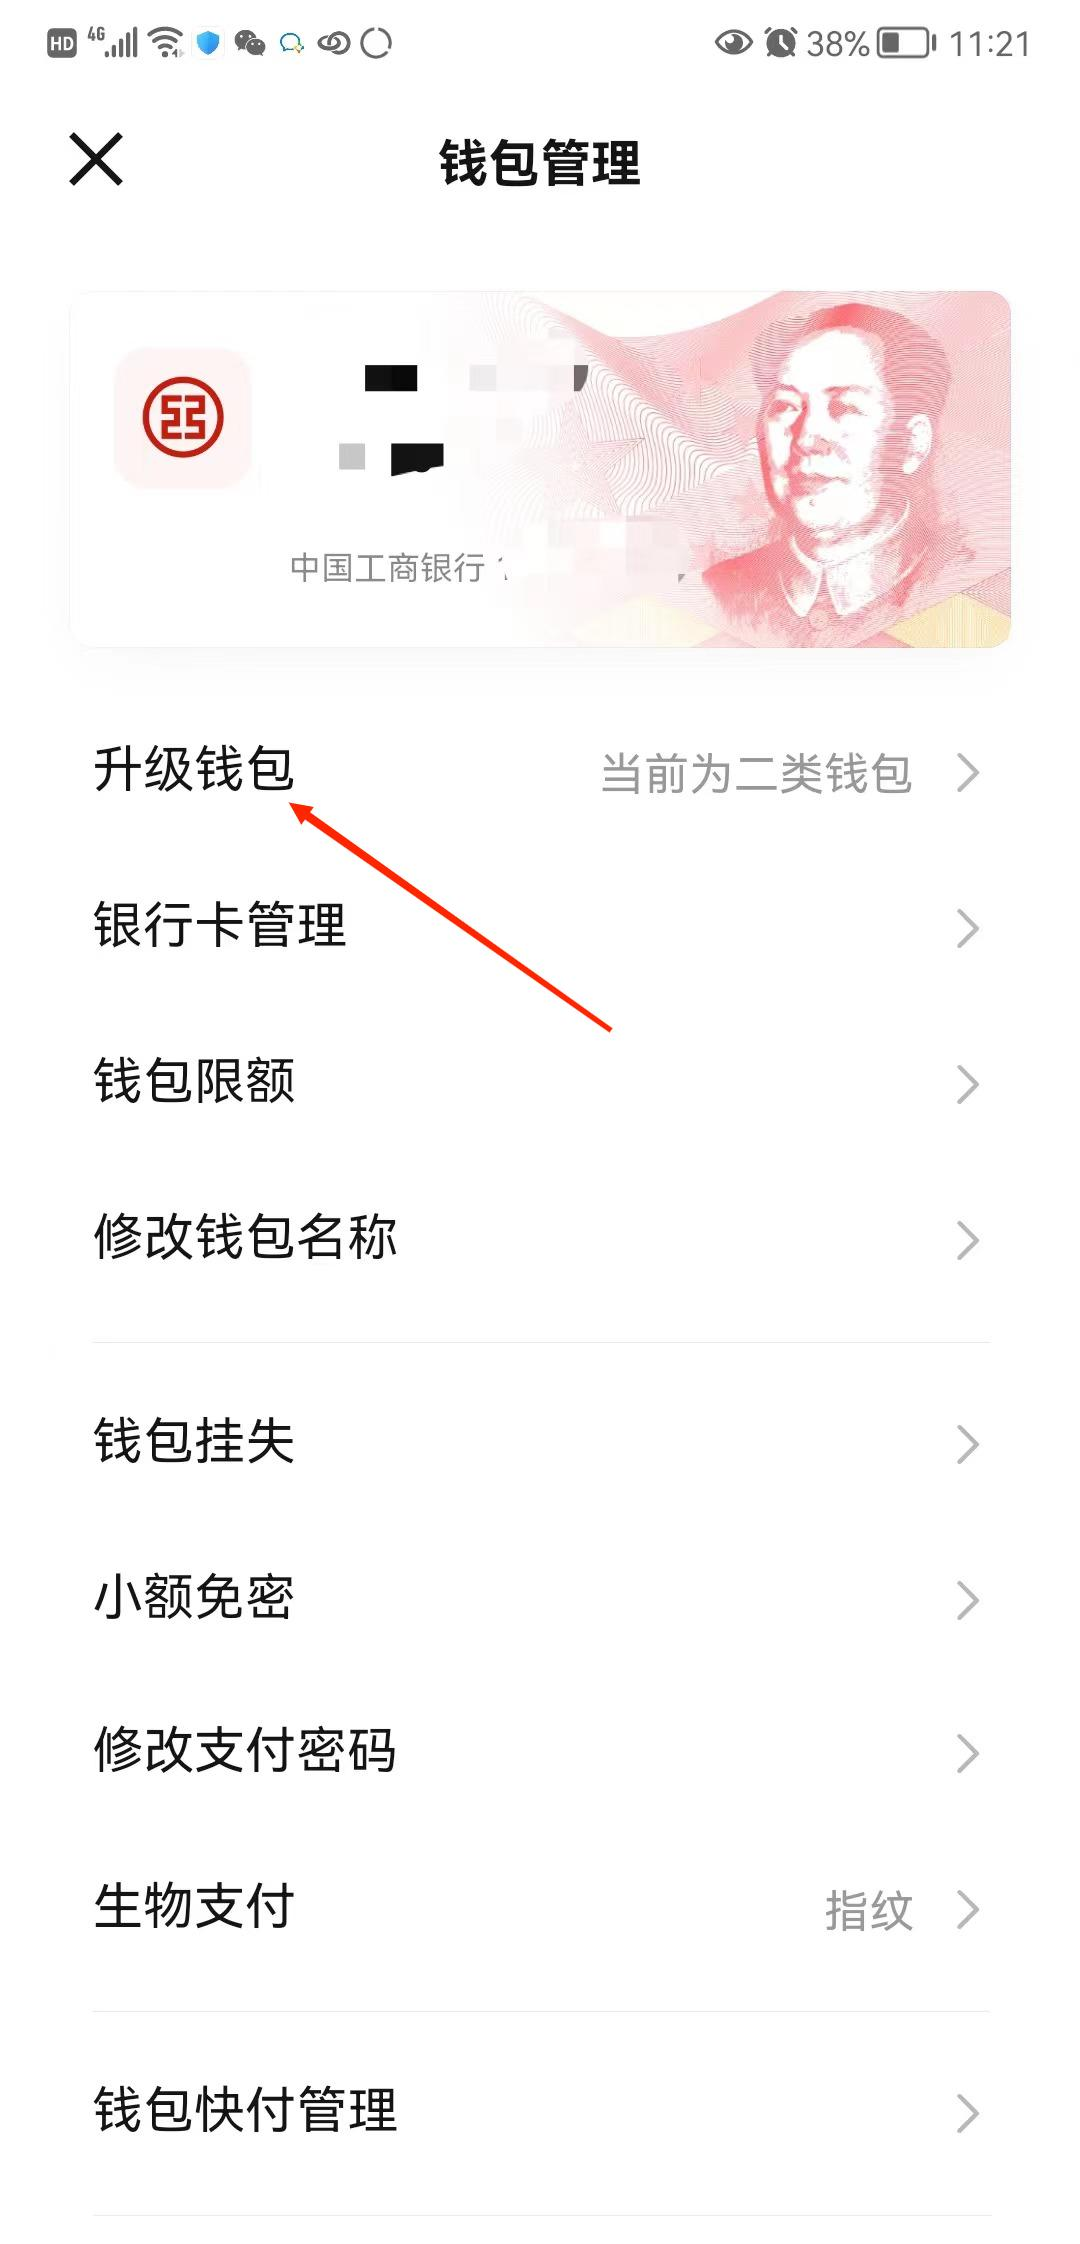 HD 4G 38% 11:21
钱包管理
中国工商银行
升级钱包 当前为二类钱包
银行卡管理
钱包限额
修改钱包名称
钱包挂失
小额免密
修改支付密码
生物支付 指纹
钱包快付管理